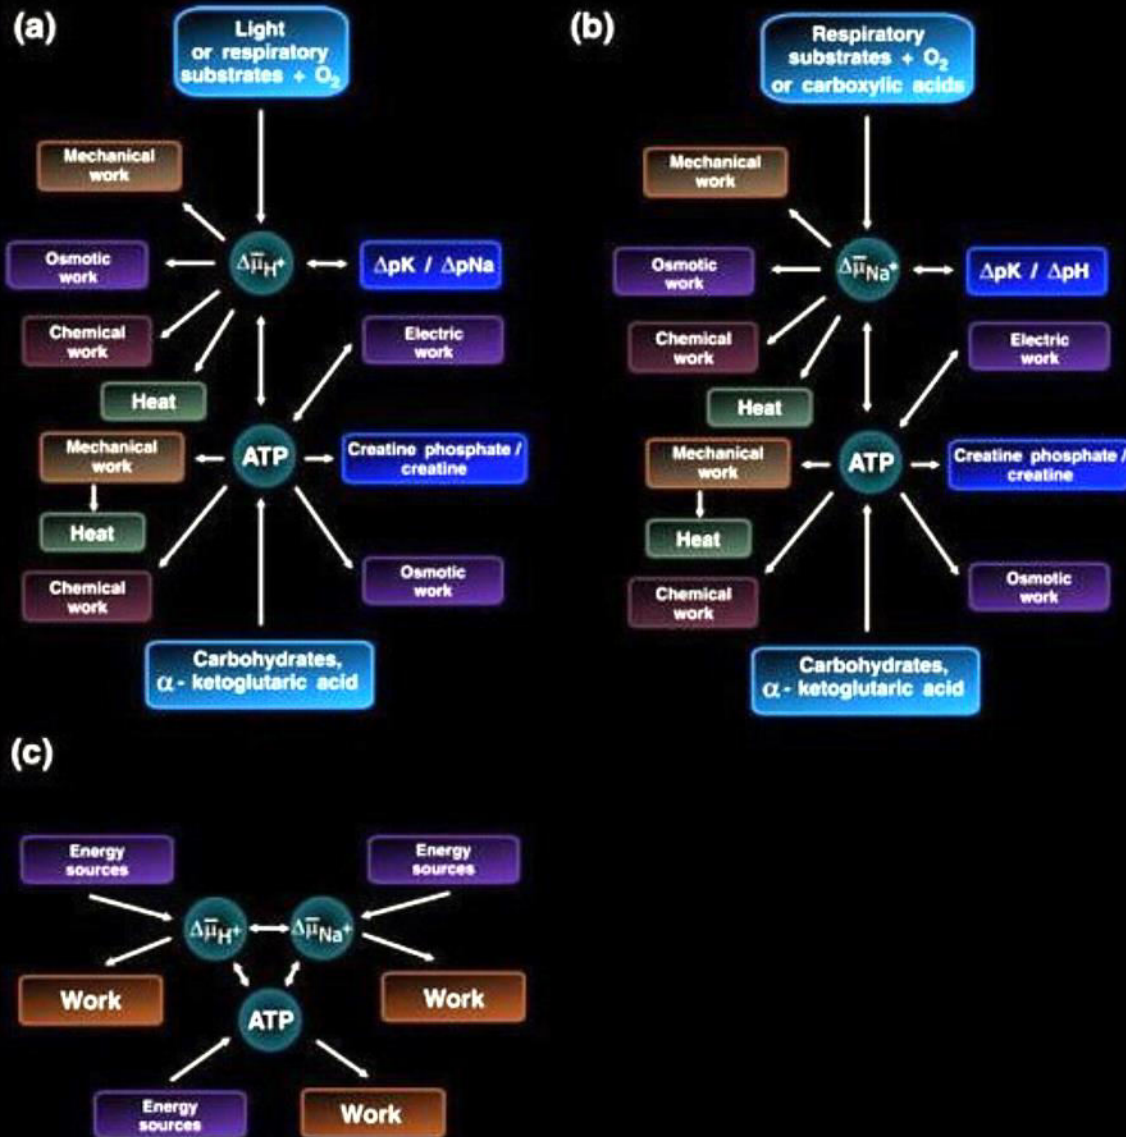 (a)
Light
or respiratory
substrates + O₂
Mechanical
work
Osmotic
work
Δμ̅H⁺
ΔpK / ΔpNa
Chemical
work
Electric
work
Heat
Mechanical
work
ATP
Creatine phosphate /
creatine
Heat
Chemical
work
Osmotic
work
Carbohydrates,
α - ketoglutaric acid
(b)
Respiratory
substrates + O₂
or carboxylic acids
Mechanical
work
Osmotic
work
Δμ̅Na⁺
ΔpK / ΔpH
Chemical
work
Electric
work
Heat
Mechanical
work
ATP
Creatine phosphate /
creatine
Heat
Chemical
work
Osmotic
work
Carbohydrates,
α - ketoglutaric acid
(c)
Energy
sources
Energy
sources
Δμ̅H⁺
Δμ̅Na⁺
Work
Work
ATP
Energy
sources
Work